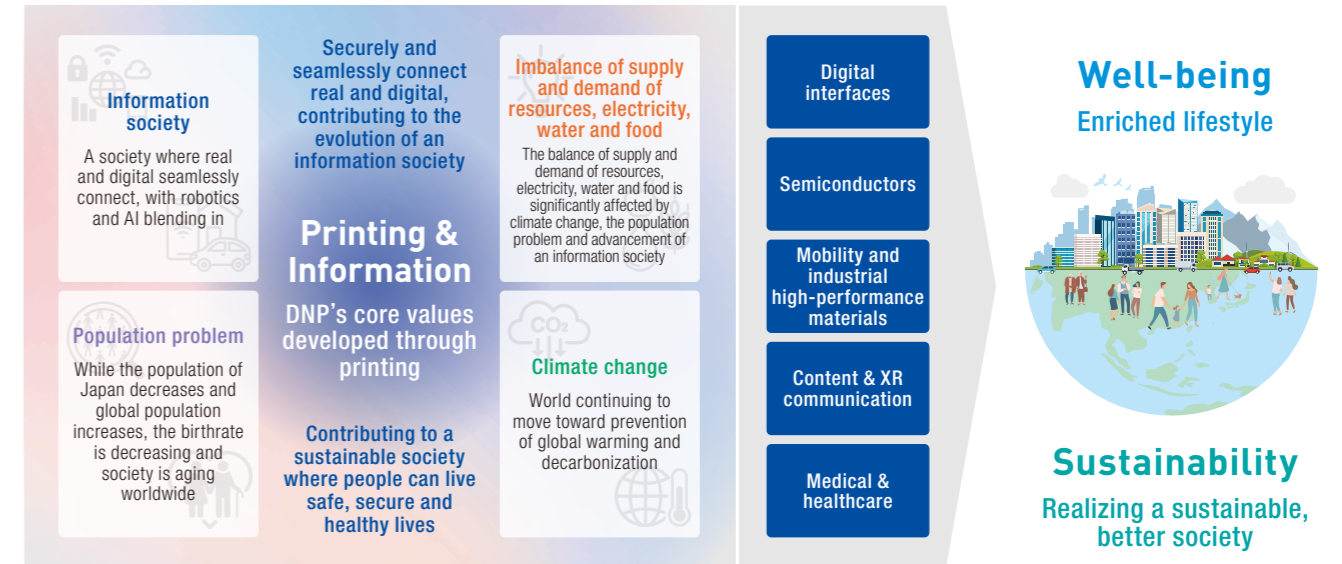 Information
society
A society where real
and digital seamlessly
connect, with robotics
and AI blending in
Population problem
While the population of
Japan decreases and
global population
increases, the birthrate
is decreasing and
society is aging
worldwide
Securely and
seamlessly connect
real and digital,
contributing to the
evolution of an
information society
Printing &
Information
DNP's core values
developed through
printing
Contributing to a
sustainable society
where people can live
safe, secure and
healthy lives
Imbalance of supply
and demand of
resources, electricity,
water and food
The balance of supply and
demand of resources,
electricity, water and food is
significantly affected by
climate change, the population
problem and advancement of
an information society
CO2
Climate change
World continuing to
move toward prevention
of global warming and
decarbonization
Digital
interfaces
Semiconductors
Mobility and
industrial
high-performance
materials
Content & XR
communication
Medical &
healthcare
Well-being
Enriched lifestyle
Sustainability
Realizing a sustainable,
better society